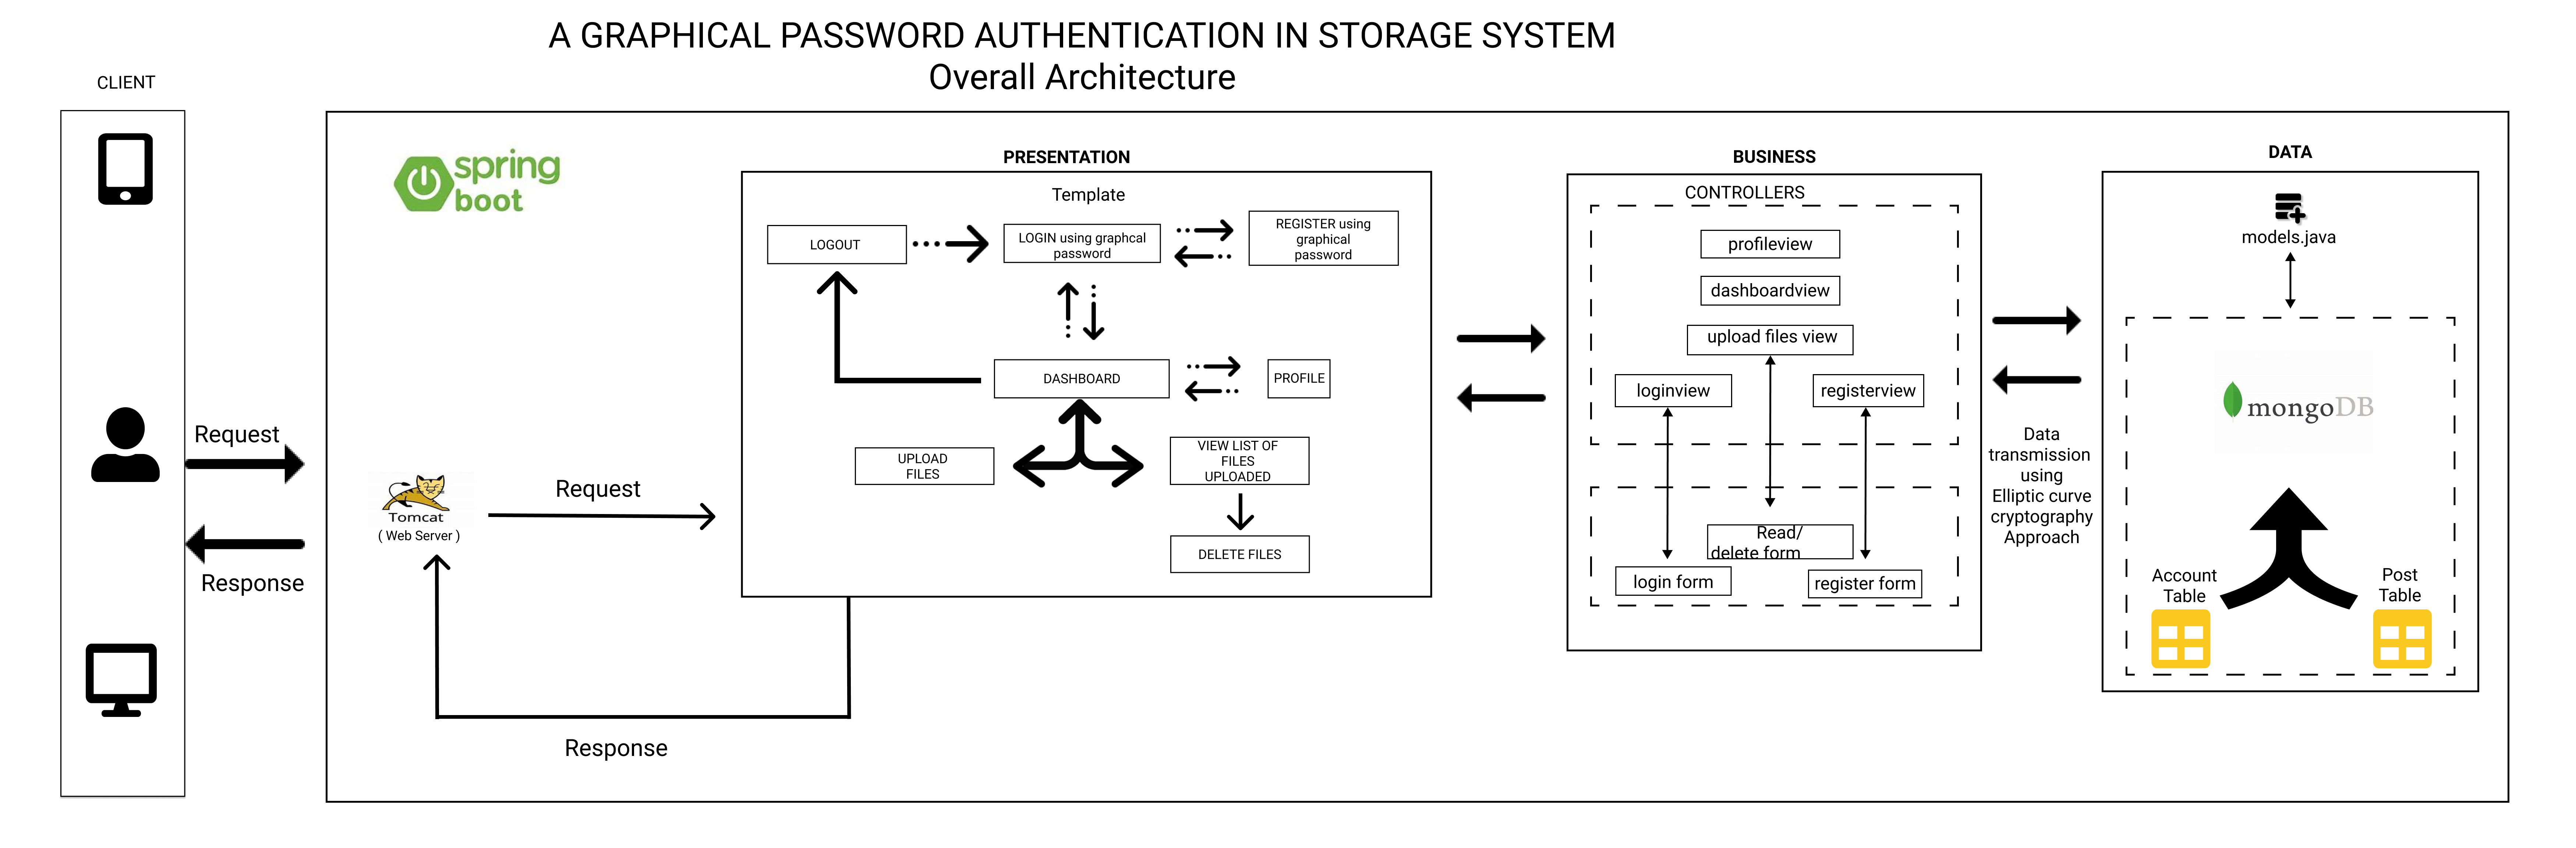 A GRAPHICAL PASSWORD AUTHENTICATION IN STORAGE SYSTEM
Overall Architecture
CLIENT
Request
Response
spring
boot
Tomcat
( Web Server )
Request
Response
PRESENTATION
Template
LOGOUT
LOGIN using graphcal
password
REGISTER using
graphical
password
DASHBOARD
PROFILE
UPLOAD
FILES
VIEW LIST OF
FILES
UPLOADED
DELETE FILES
BUSINESS
CONTROLLERS
profileview
dashboardview
upload files view
loginview
registerview
Read/
delete form
login form
register form
Data
transmission
using
Elliptic curve
cryptography
Approach
DATA
models.java
mongoDB
Account
Table
Post
Table